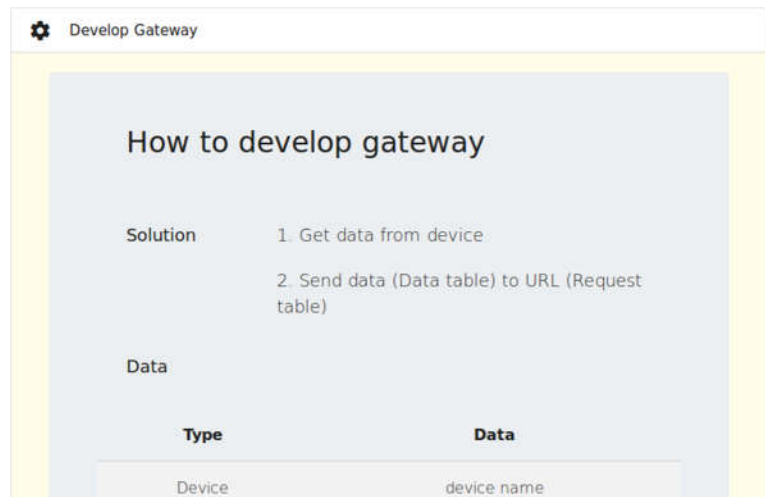 Develop Gateway
How to develop gateway
Solution
1. Get data from device
2. Send data (Data table) to URL (Request
table)
Data
Type Data
Device device name